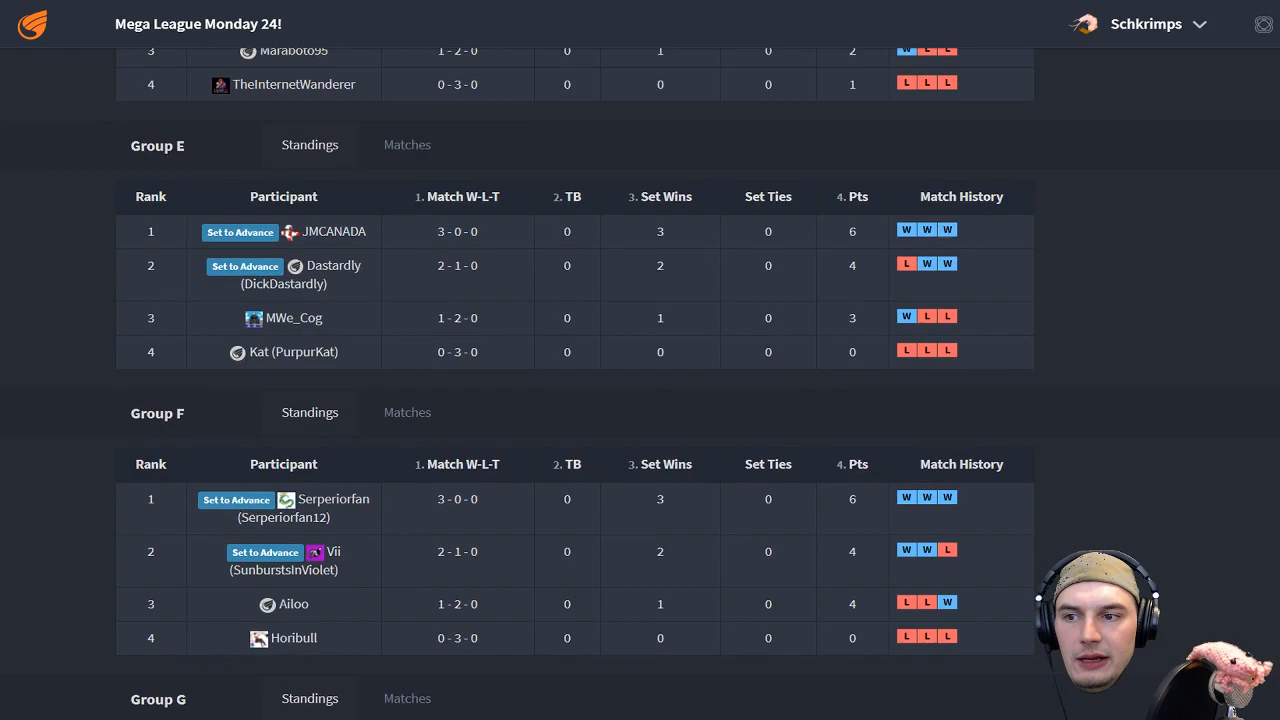 Mega League Monday 24!
Schkrimps
3 Maraboto95 1 - 2 - 0 0 1 0 2 W L L
4 TheInternetWanderer 0 - 3 - 0 0 0 0 1 L L L
Group E Standings Matches
Rank Participant 1. Match W-L-T 2. TB 3. Set Wins Set Ties 4. Pts Match History
1 Set to Advance JMCANADA 3 - 0 - 0 0 3 0 6 W W W
2 Set to Advance Dastardly 2 - 1 - 0 0 2 0 4 L W W
(DickDastardly)
3 MWe_Cog 1 - 2 - 0 0 1 0 3 W L L
4 Kat (PurpurKat) 0 - 3 - 0 0 0 0 0 L L L
Group F Standings Matches
Rank Participant 1. Match W-L-T 2. TB 3. Set Wins Set Ties 4. Pts Match History
1 Set to Advance Serperiorfan 3 - 0 - 0 0 3 0 6 W W W
(Serperiorfan12)
2 Set to Advance Vii 2 - 1 - 0 0 2 0 4 W W L
(SunburstsInViolet)
3 Ailoo 1 - 2 - 0 0 1 0 4 L L W
4 Horibull 0 - 3 - 0 0 0 0 0 L L L
Group G Standings Matches